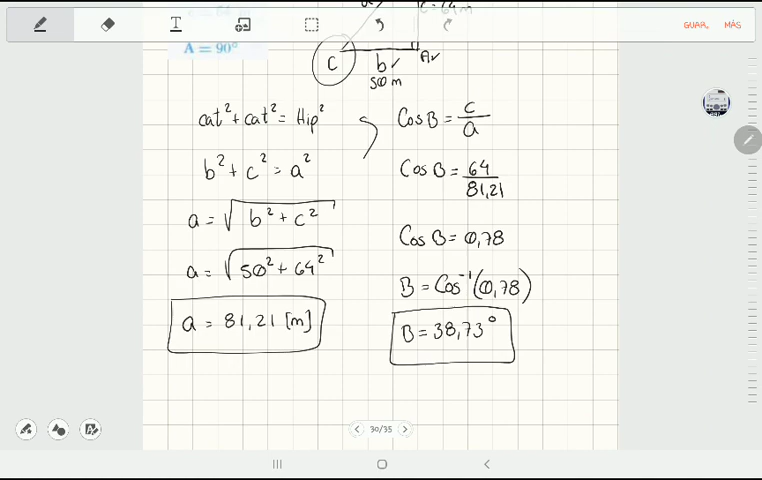 GUAR. MÁS
c = 64 m
A = 90°
C
b
50 m
A
cat² + cat² = Hip²
b² + c² = a²
a = √b² + c²
a = √50² + 64²
a = 81,21 [m]
Cos B = c/a
Cos B = 64/81,21
Cos B = 0,78
B = Cos⁻¹(0,78)
B = 38,73°
30/35